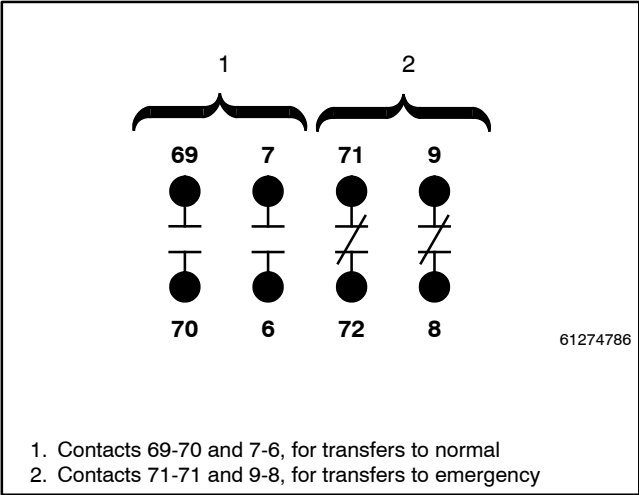 1 2
69 7 71 9
70 6 72 8
61274786
1. Contacts 69-70 and 7-6, for transfers to normal
2. Contacts 71-71 and 9-8, for transfers to emergency